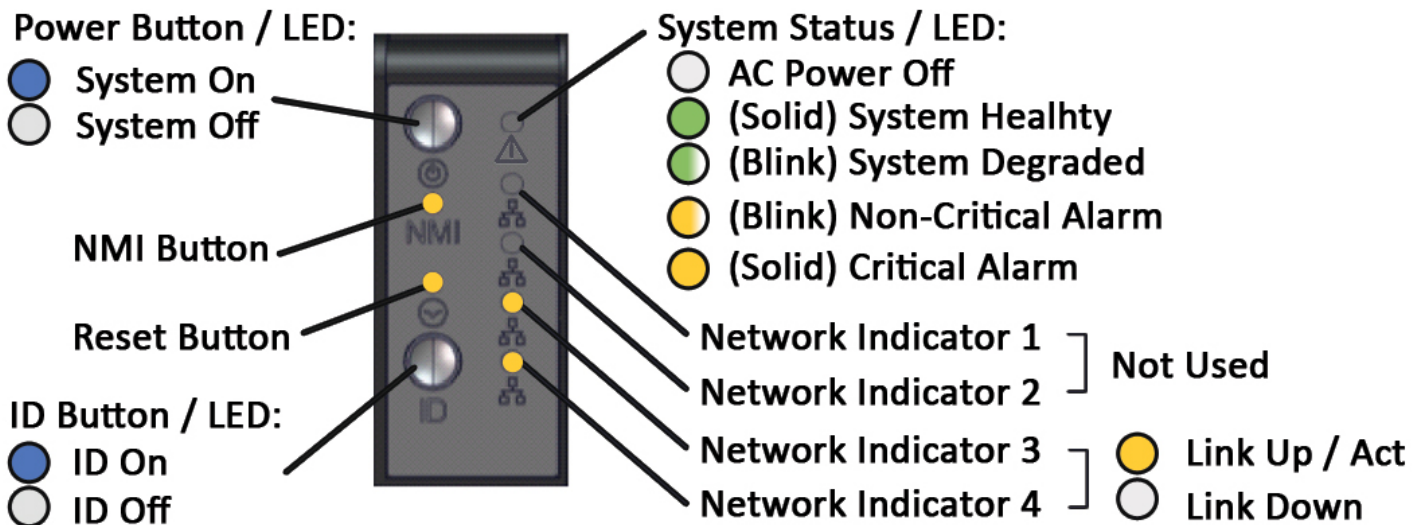 Power Button / LED:
System On
System Off
NMI Button
Reset Button
ID Button / LED:
ID On
ID Off
NMI
ID
System Status / LED:
AC Power Off
(Solid) System Healhty
(Blink) System Degraded
(Blink) Non-Critical Alarm
(Solid) Critical Alarm
Network Indicator 1
Network Indicator 2
Not Used
Network Indicator 3
Network Indicator 4
Link Up / Act
Link Down